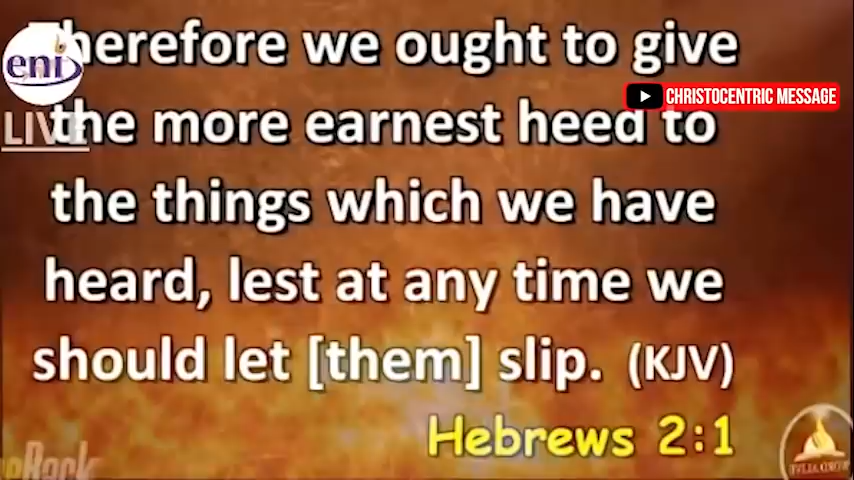 herefore we ought to give
eni
CHRISTOCENTRIC MESSAGE
LIVE
the more earnest heed to
the things which we have
heard, lest at any time we
should let [them] slip. (KJV)
Hebrews 2:1